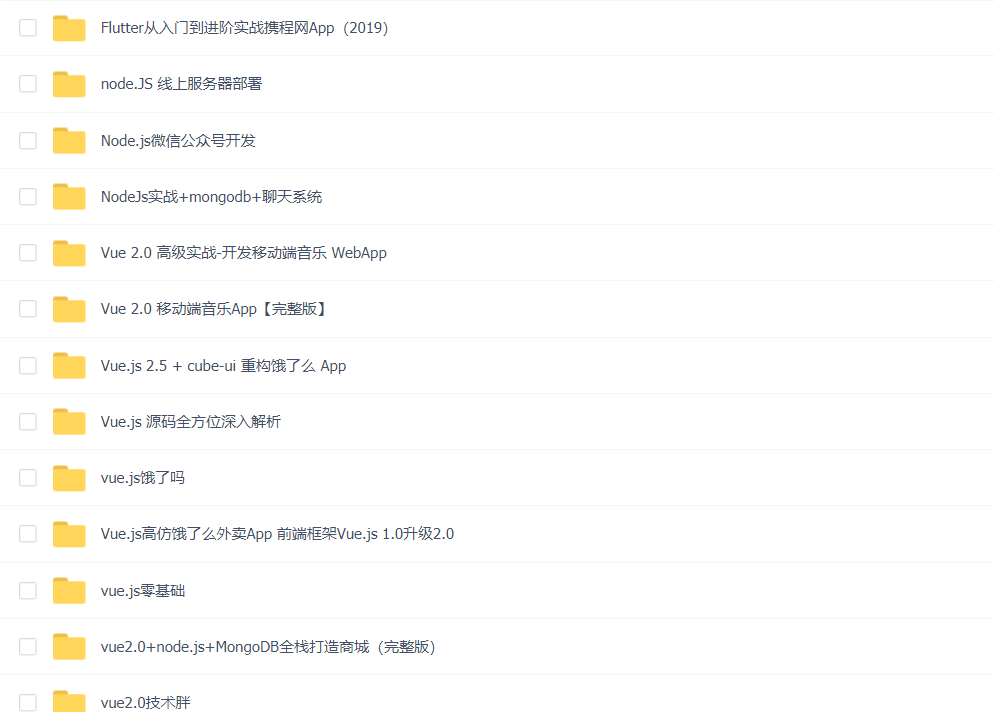 Flutter从入门到进阶实战携程网App（2019）
node.JS 线上服务器部署
Node.js微信公众号开发
NodeJs实战+mongodb+聊天系统
Vue 2.0 高级实战-开发移动端音乐 WebApp
Vue 2.0 移动端音乐App【完整版】
Vue.js 2.5 + cube-ui 重构饿了么 App
Vue.js 源码全方位深入解析
vue.js饿了吗
Vue.js高仿饿了么外卖App 前端框架Vue.js 1.0升级2.0
vue.js零基础
vue2.0+node.js+MongoDB全栈打造商城（完整版）
vue2.0技术胖